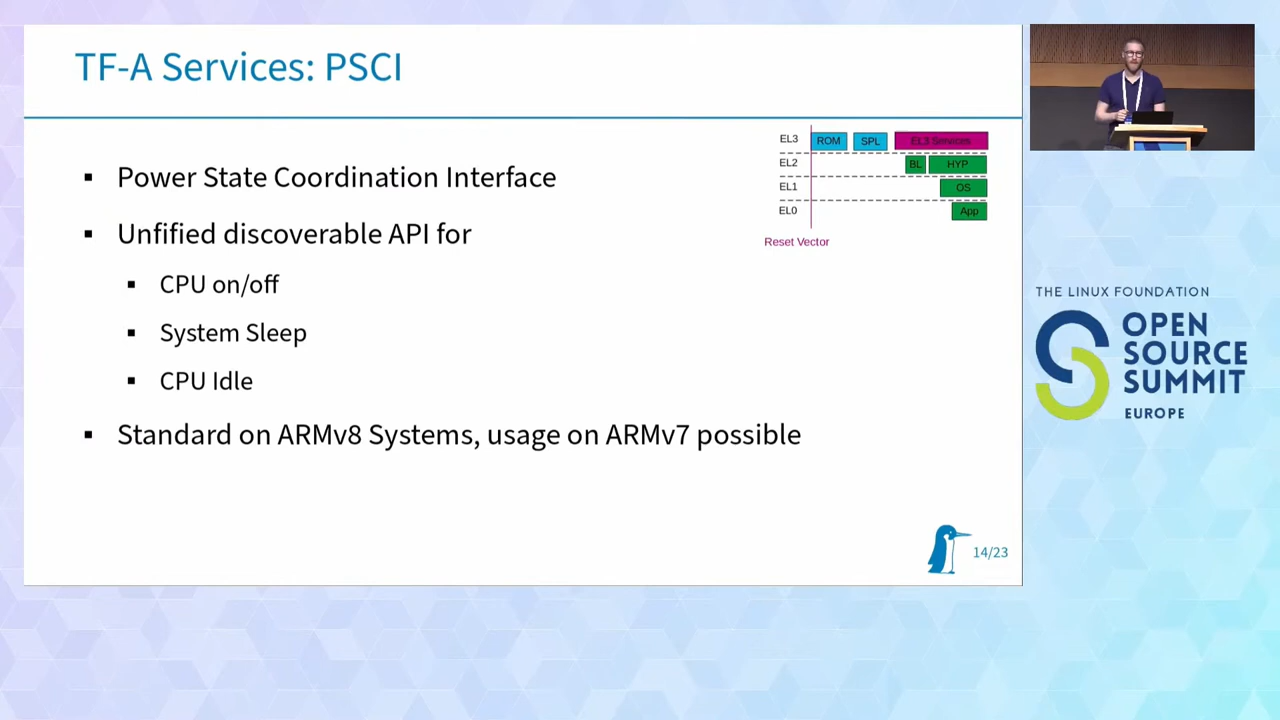 TF-A Services: PSCI
▪ Power State Coordination Interface
▪ Unfified discoverable API for
▪ CPU on/off
▪ System Sleep
▪ CPU Idle
▪ Standard on ARMv8 Systems, usage on ARMv7 possible
EL3 ROM SPL EL3 Services
EL2 BL HYP
EL1 OS
EL0 App
Reset Vector
14/23
THE LINUX FOUNDATION
OPEN
SOURCE
SUMMIT
EUROPE